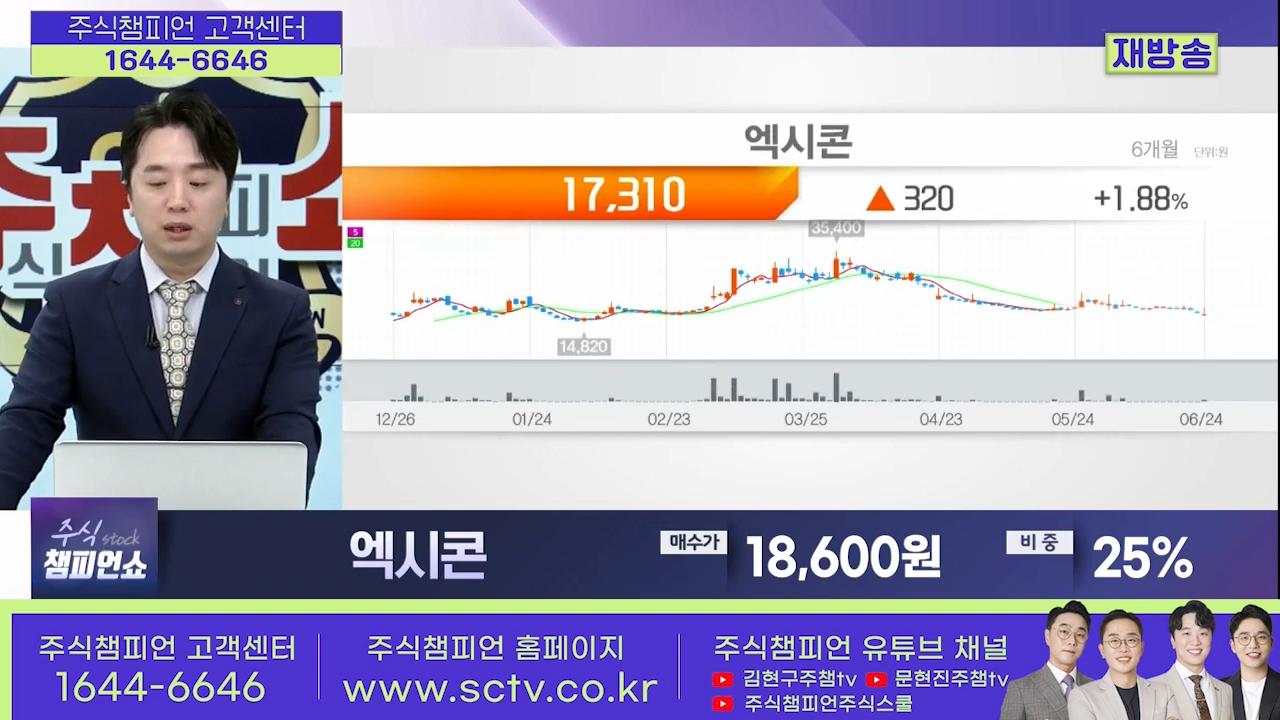 주식챔피언 고객센터
1644-6646
재방송
엑시콘
6개월 단위:원
17,310
▲ 320
+1.88%
5
20
35,400
14,820
12/26 01/24 02/23 03/25 04/23 05/24 06/24
주식 stock
챔피언쇼
엑시콘
매수가 18,600원
비중 25%
주식챔피언 고객센터
1644-6646
주식챔피언 홈페이지
www.sctv.co.kr
주식챔피언 유튜브 채널
김현구주챔tv 문현진주챔tv
주식챔피언주식스쿨